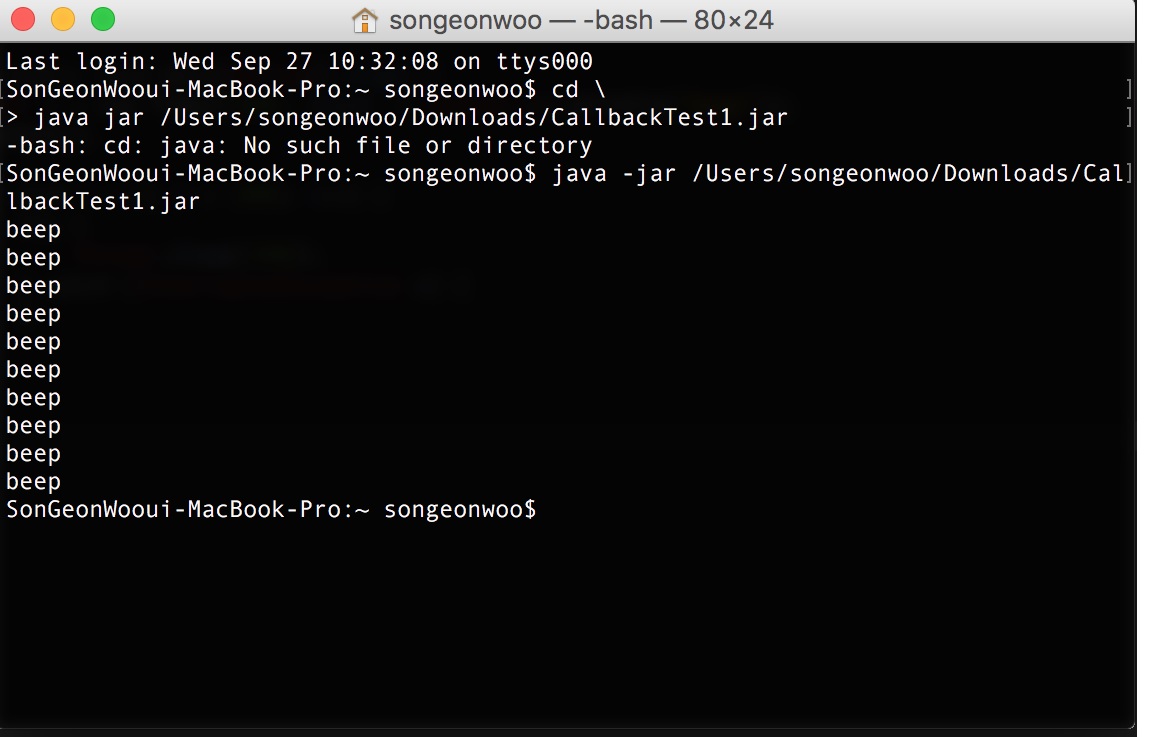 songeonwoo — -bash — 80×24
Last login: Wed Sep 27 10:32:08 on ttys000
[SonGeonWooui-MacBook-Pro:~ songeonwoo$ cd \ ]
[> java jar /Users/songeonwoo/Downloads/CallbackTest1.jar ]
-bash: cd: java: No such file or directory
[SonGeonWooui-MacBook-Pro:~ songeonwoo$ java -jar /Users/songeonwoo/Downloads/Cal]
lbackTest1.jar
beep
beep
beep
beep
beep
beep
beep
beep
beep
beep
SonGeonWooui-MacBook-Pro:~ songeonwoo$